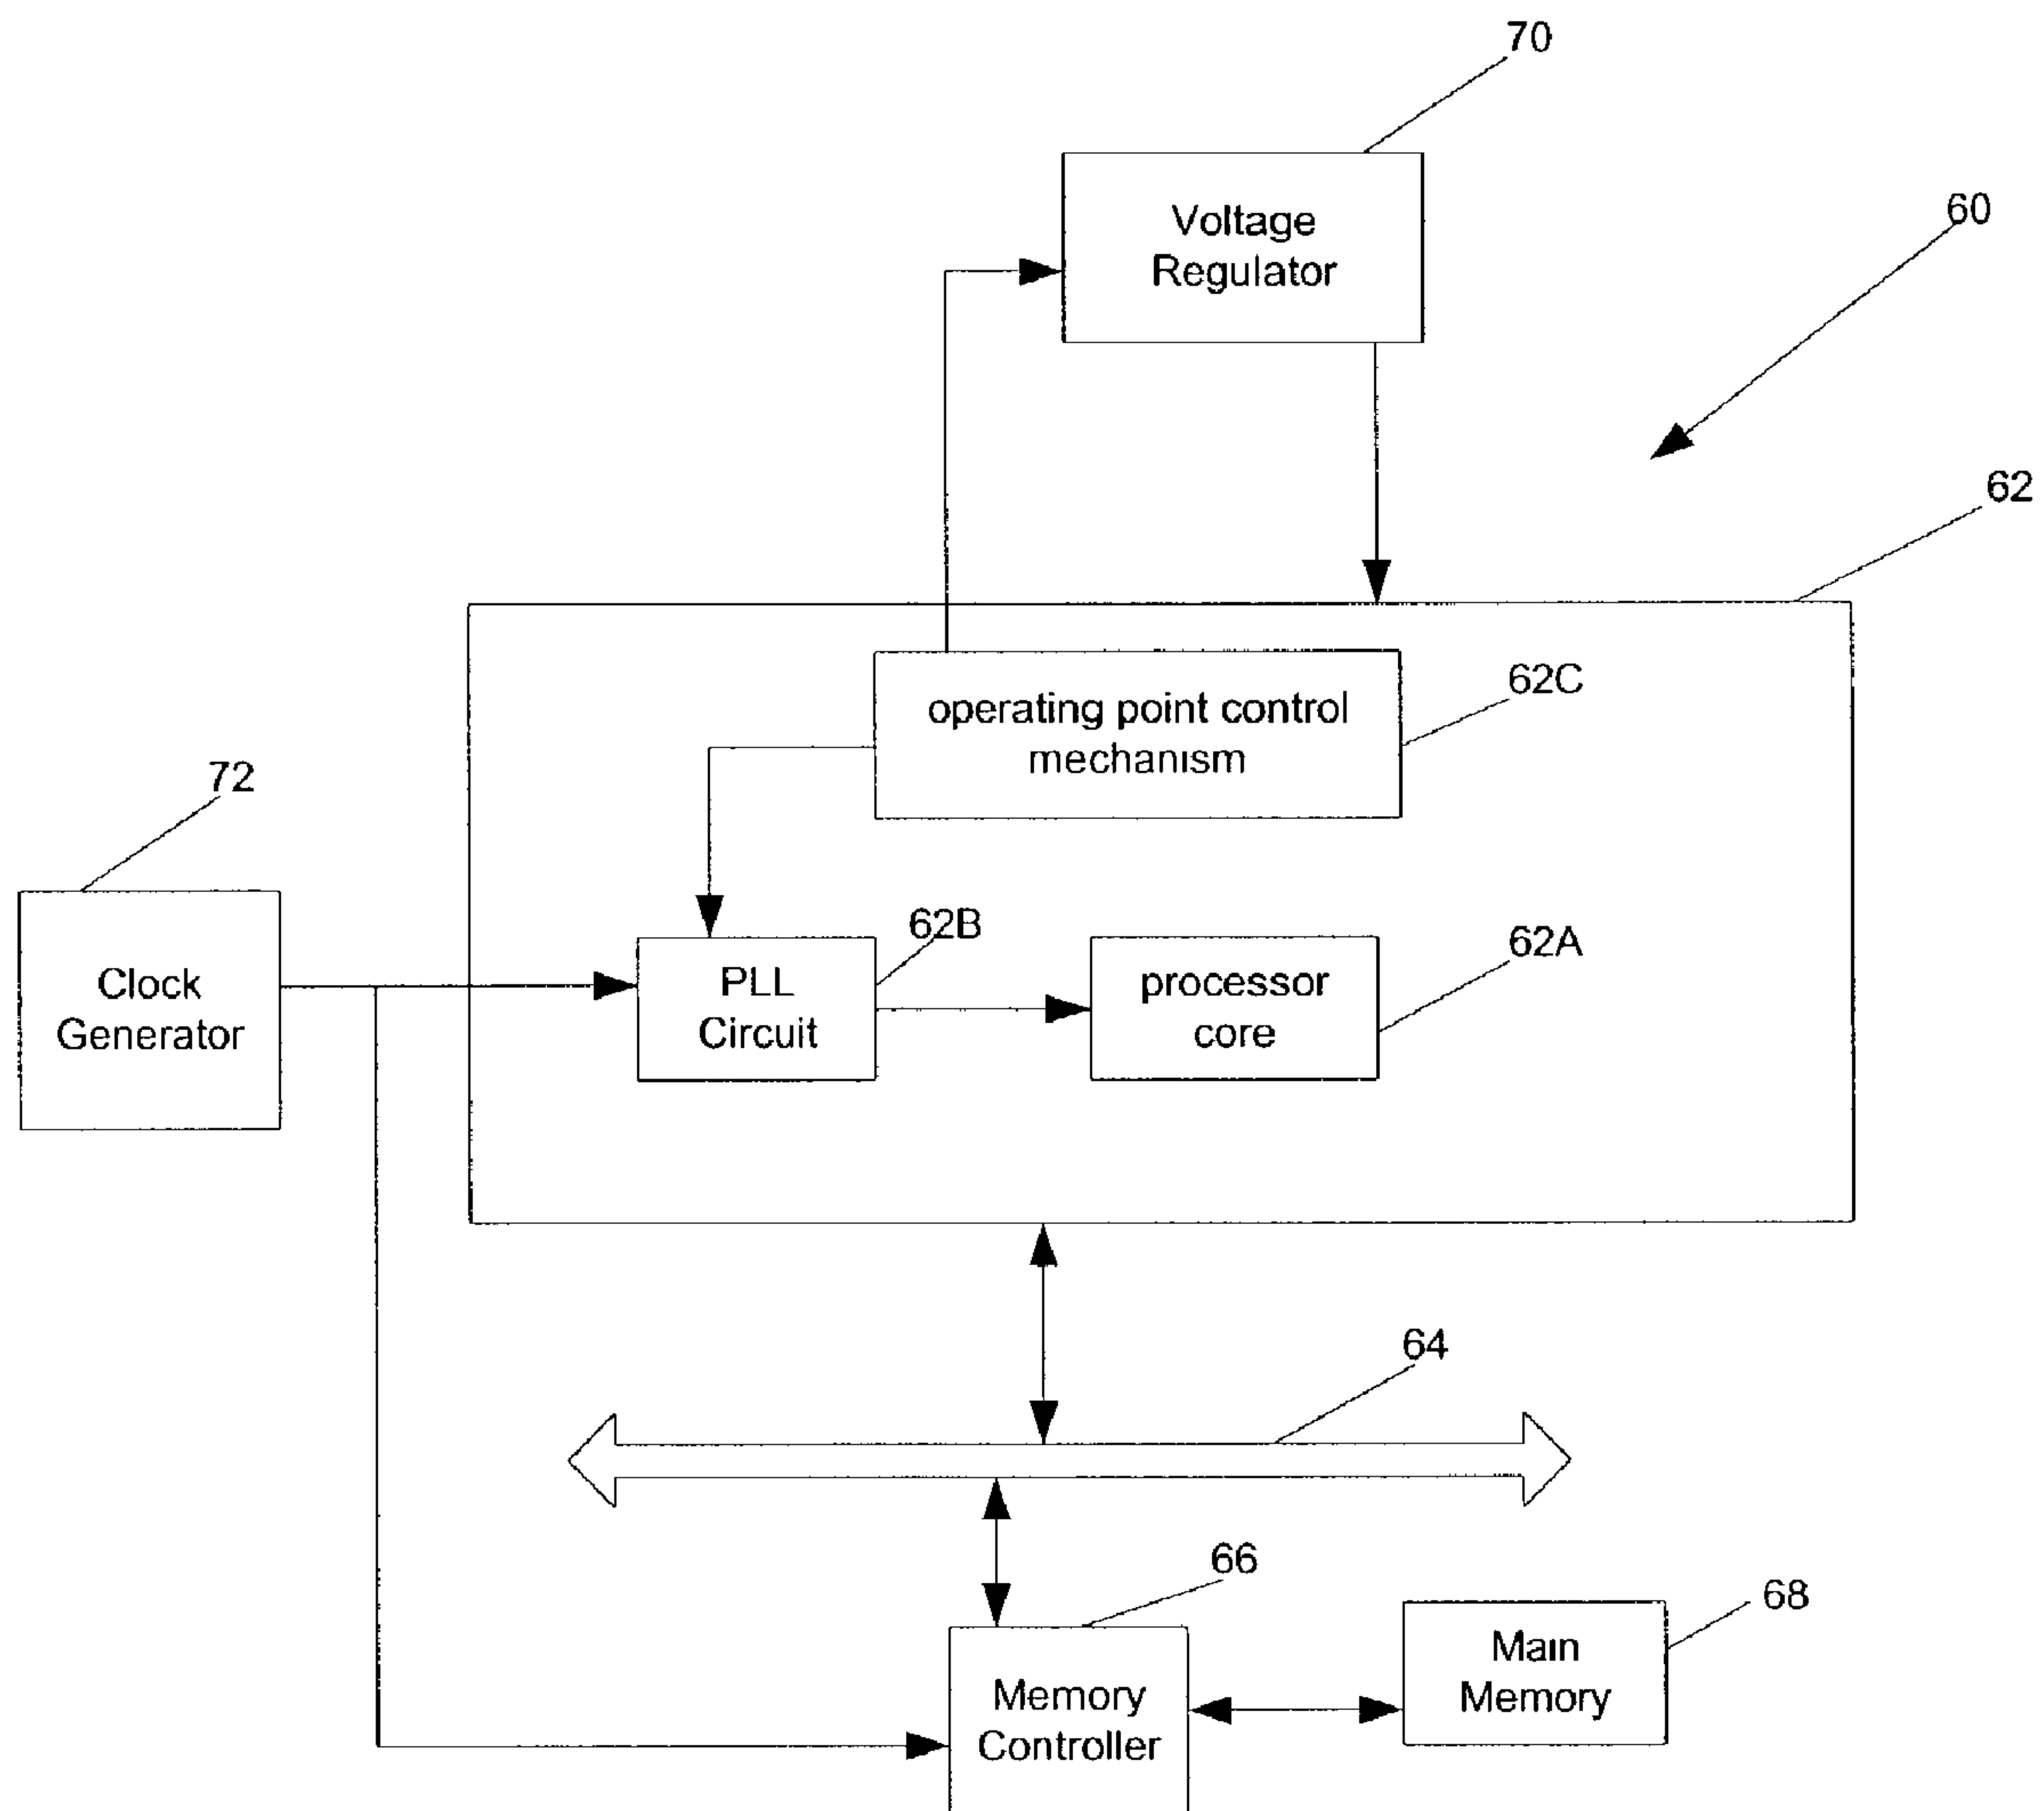 70
Voltage
Regulator
60
62
operating point control
mechanism
62C
72
Clock
Generator
PLL
Circuit
62B
processor
core
62A
64
66
Memory
Controller
Main
Memory
68